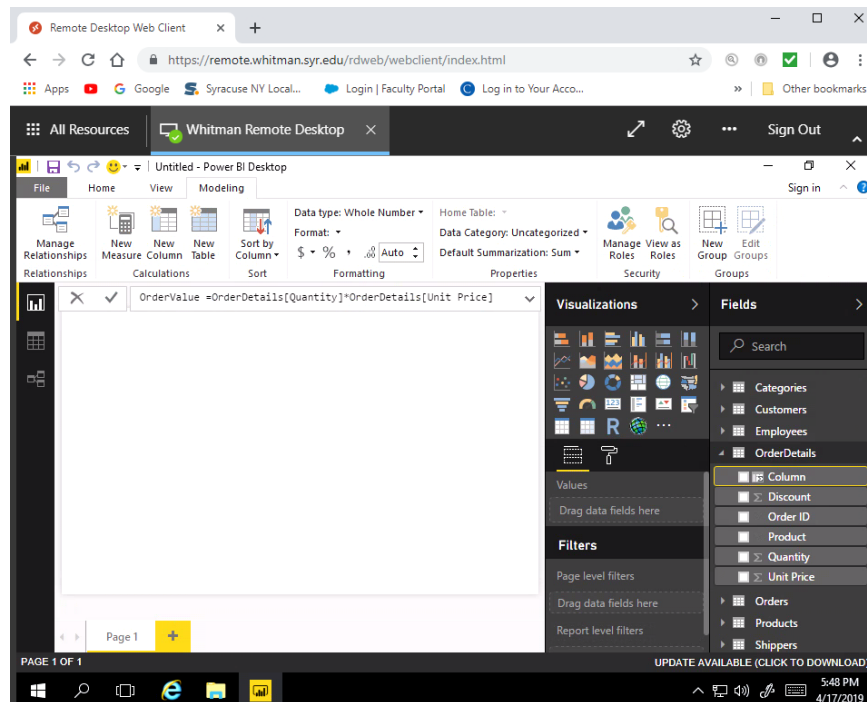 Remote Desktop Web Client
https://remote.whitman.syr.edu/rdweb/webclient/index.html
Apps Google Syracuse NY Local... Login | Faculty Portal Log in to Your Acco... » Other bookmarks
All Resources Whitman Remote Desktop Sign Out
Untitled - Power BI Desktop
File Home View Modeling Sign in
Manage Relationships
New Measure
New Column
New Table
Sort by Column
Data type: Whole Number
Format:
$ % , .00 Auto
Home Table:
Data Category: Uncategorized
Default Summarization: Sum
Manage Roles
View as Roles
New Group
Edit Groups
Relationships Calculations Sort Formatting Properties Security Groups
OrderValue =OrderDetails[Quantity]*OrderDetails[Unit Price]
Visualizations
123
R
Values
Drag data fields here
Filters
Page level filters
Drag data fields here
Report level filters
Fields
Search
Categories
Customers
Employees
OrderDetails
Column
Σ Discount
Order ID
Product
Σ Quantity
Σ Unit Price
Orders
Products
Shippers
Page 1
PAGE 1 OF 1
UPDATE AVAILABLE (CLICK TO DOWNLOAD)
5:48 PM
4/17/2019